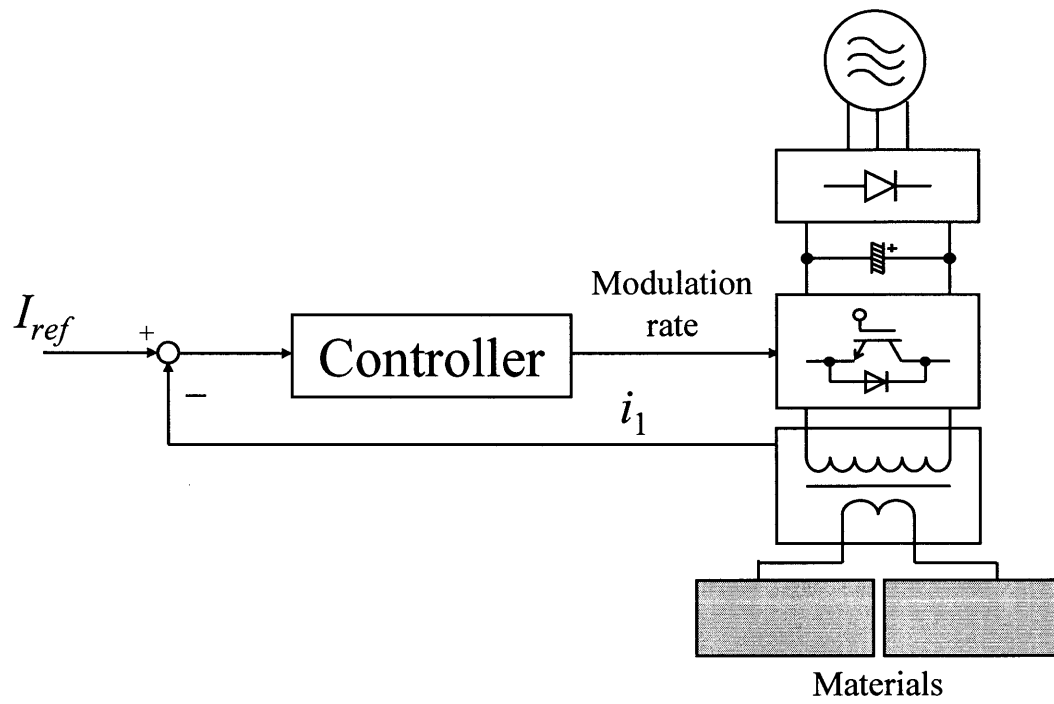 Modulation
rate
I_ref
+
−
Controller
i_1
+
Materials